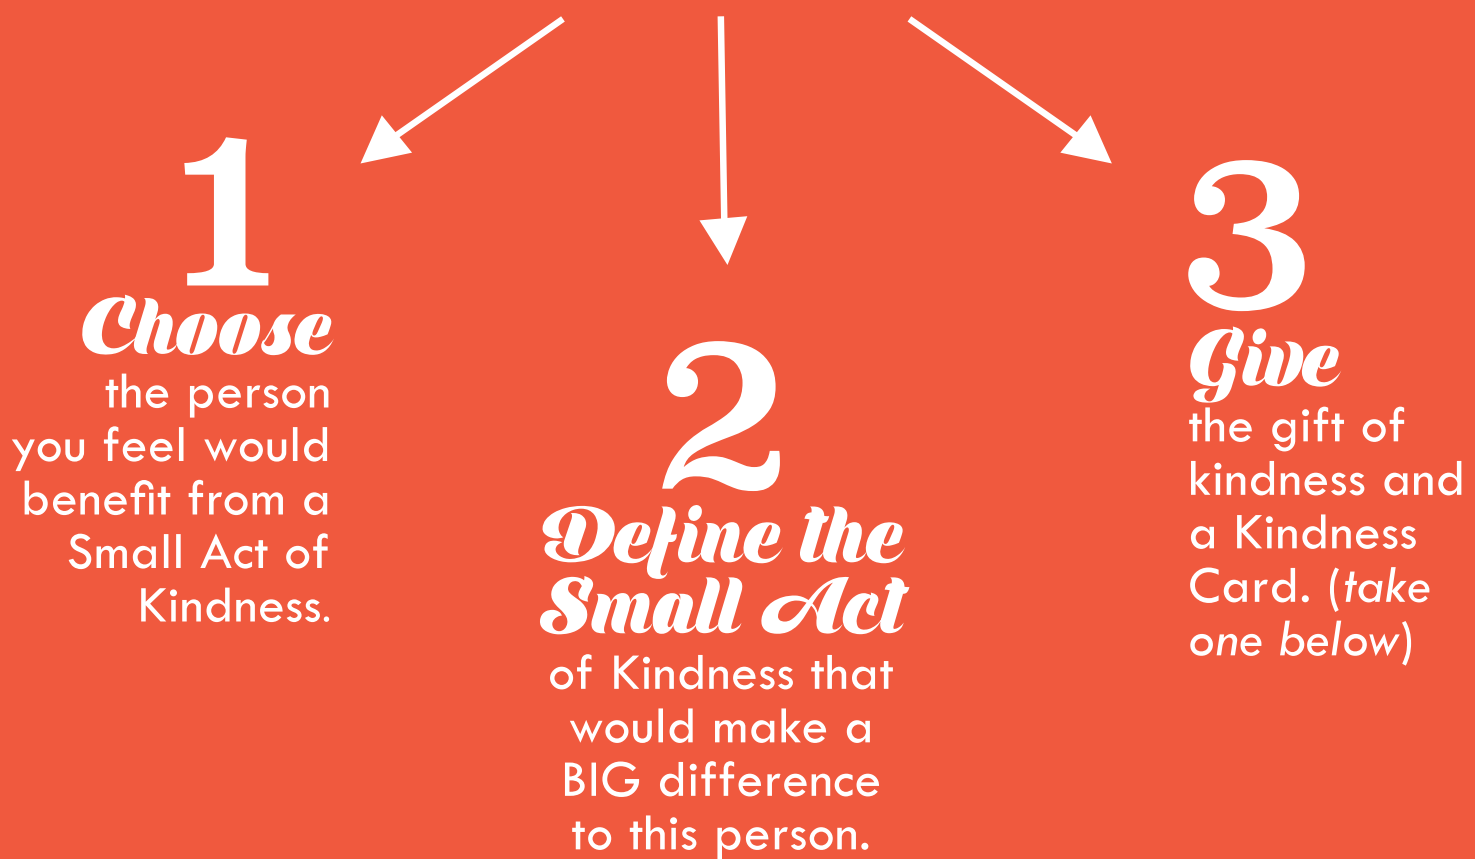 1
Choose
the person
you feel would
benefit from a
Small Act of
Kindness.
2
Define the
Small Act
of Kindness that
would make a
BIG difference
to this person.
3
Give
the gift of
kindness and
a Kindness
Card. (take
one below)